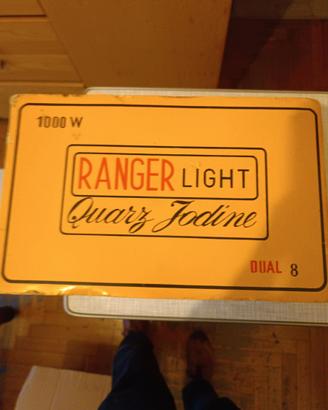 1000 W
RANGER LIGHT
Quarz Jodine
DUAL 8